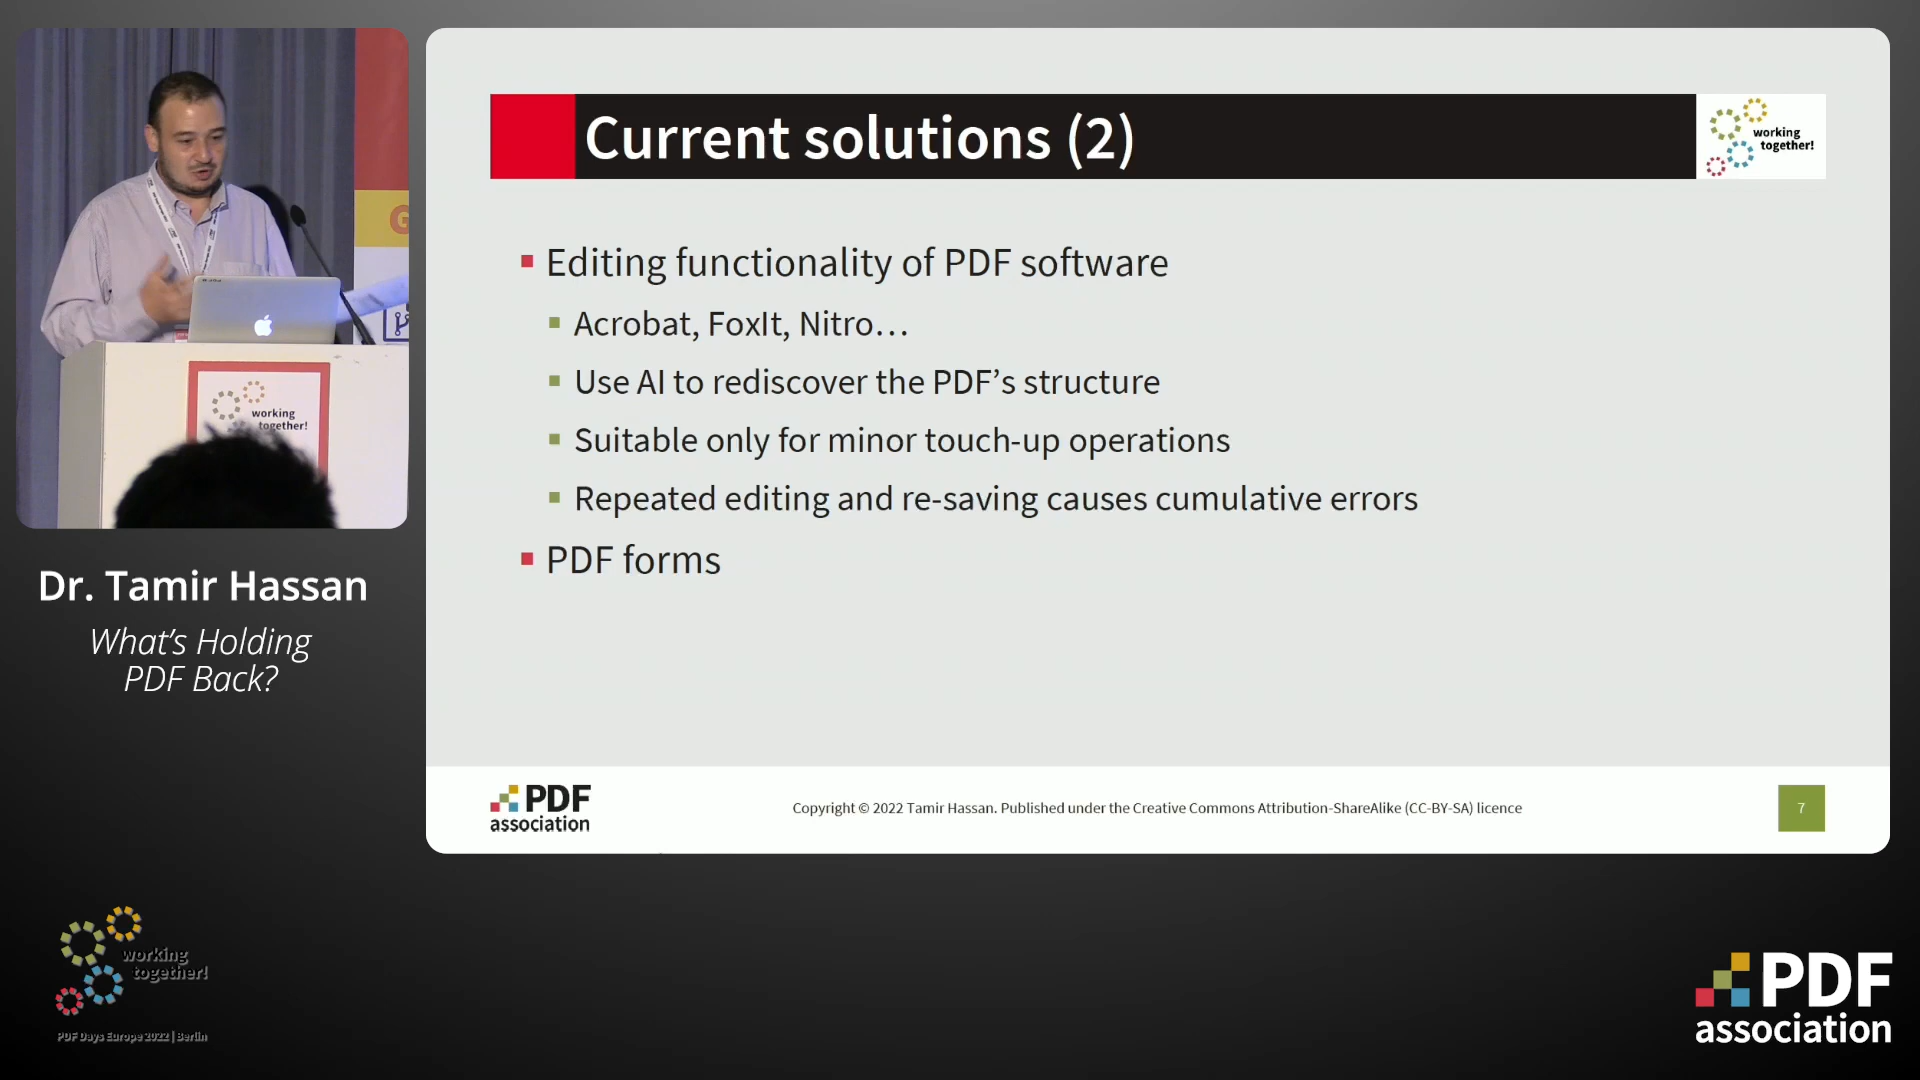 Current solutions (2)
working
together!
Editing functionality of PDF software
Acrobat, FoxIt, Nitro…
Use AI to rediscover the PDF's structure
Suitable only for minor touch-up operations
Repeated editing and re-saving causes cumulative errors
PDF forms
PDF
association
Copyright © 2022 Tamir Hassan. Published under the Creative Commons Attribution-ShareAlike (CC-BY-SA) licence
7
G
working
together!
Dr. Tamir Hassan
What's Holding
PDF Back?
working
together!
PDF Days Europe 2022 | Berlin
PDF
association